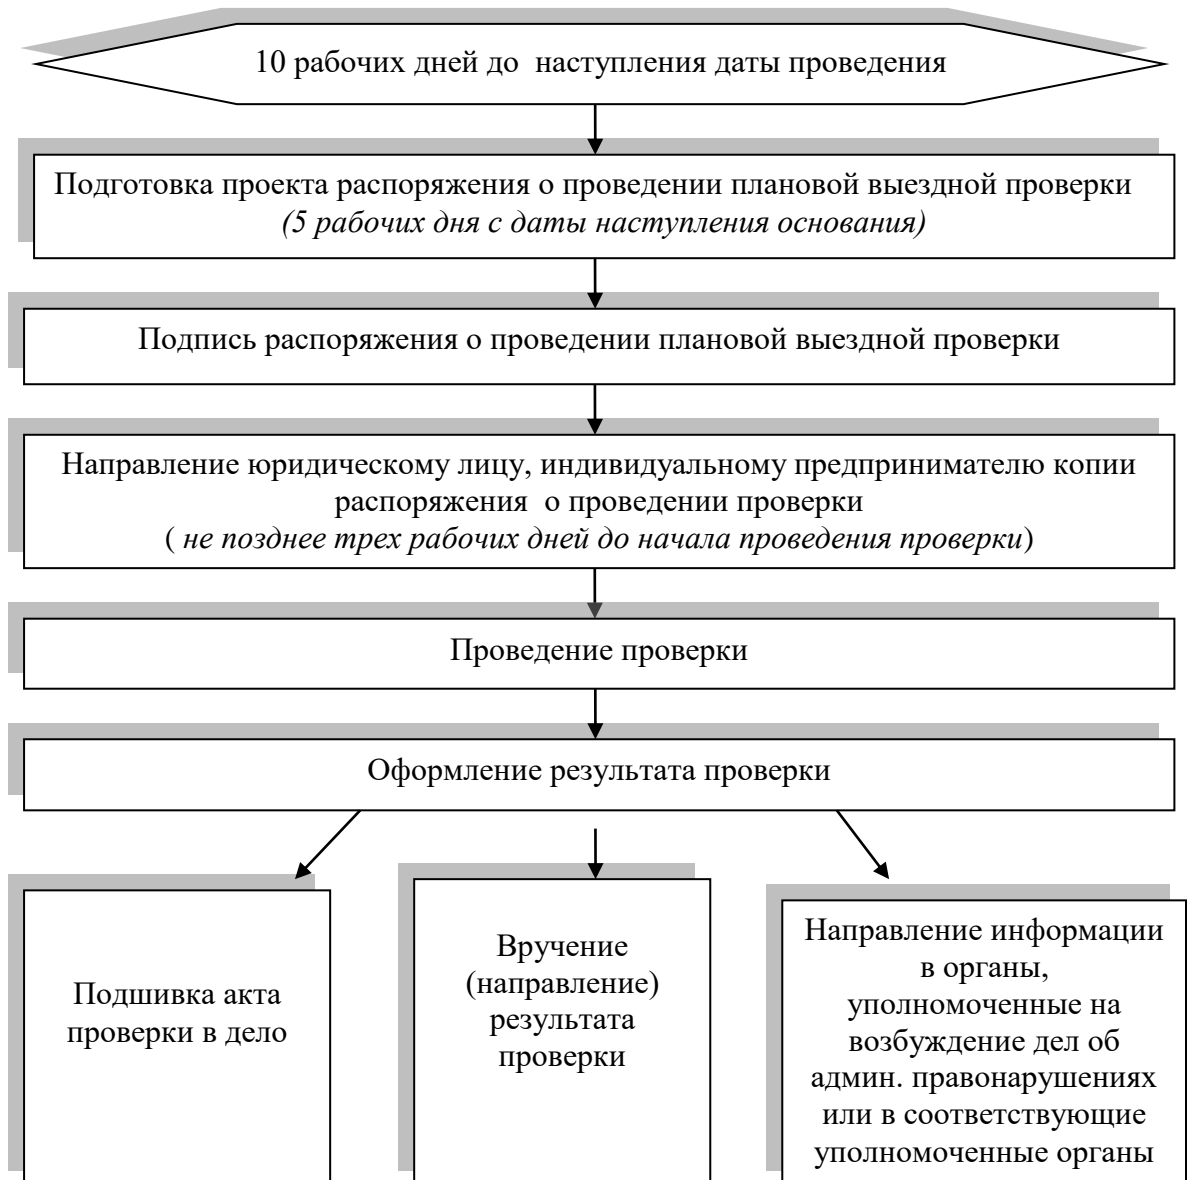 10 рабочих дней до  наступления даты проведения
Подготовка проекта распоряжения о проведении плановой выездной проверки
(5 рабочих дня с даты наступления основания)
Подпись распоряжения о проведении плановой выездной проверки
Направление юридическому лицу, индивидуальному предпринимателю копии
распоряжения  о проведении проверки
( не позднее трех рабочих дней до начала проведения проверки)
Проведение проверки
Оформление результата проверки
Подшивка акта
проверки в дело
Вручение
(направление)
результата
проверки
Направление информации
в органы,
уполномоченные на
возбуждение дел об
админ. правонарушениях
или в соответствующие
уполномоченные органы